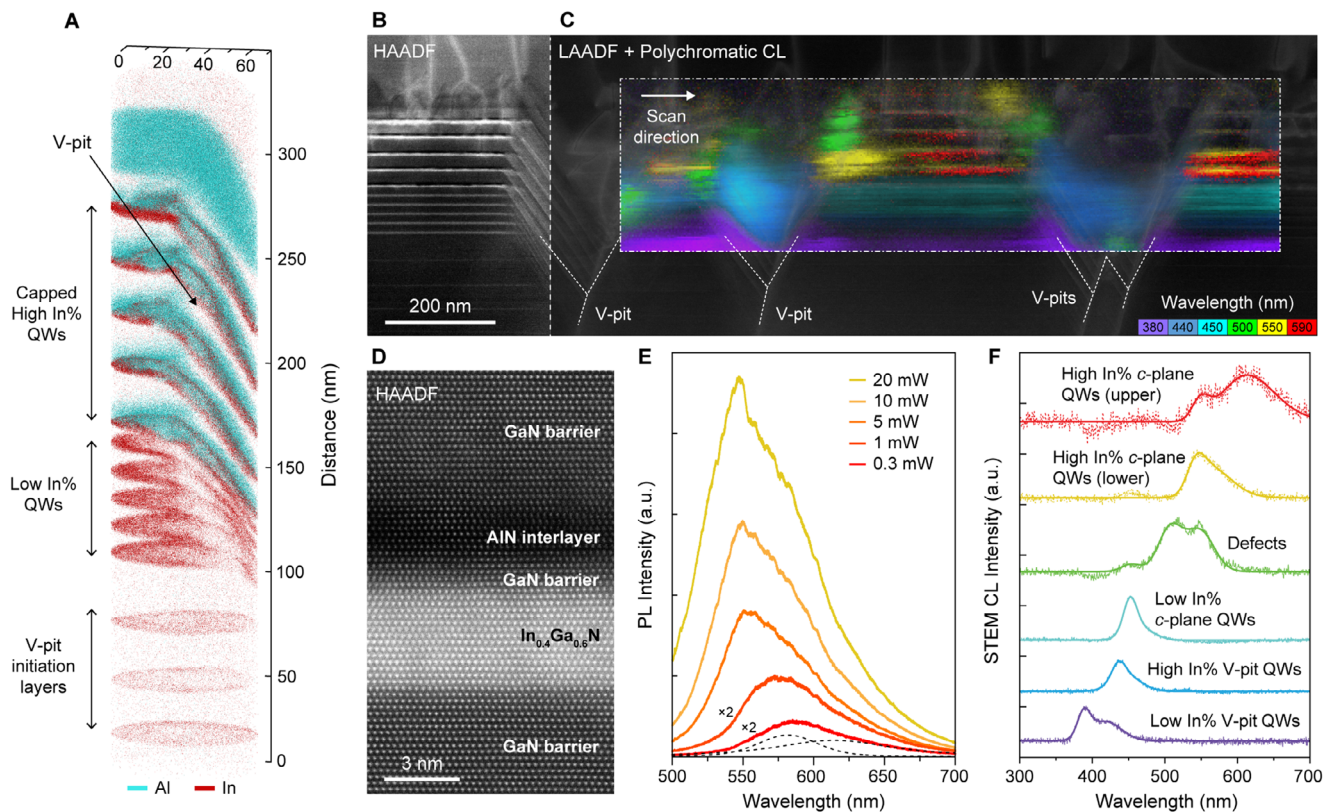 A
0 20 40 60
V-pit
Capped
High In%
QWs
Low In%
QWs
V-pit
initiation
layers
300
250
200
150
100
50
0
Distance (nm)
Al
In
B
HAADF
200 nm
C
LAADF + Polychromatic CL
Scan
direction
V-pit
V-pit
V-pits
Wavelength (nm)
380 440 450 500 550 590
D
HAADF
GaN barrier
AlN interlayer
GaN barrier
In0.4Ga0.6N
GaN barrier
3 nm
E
PL Intensity (a.u.)
20 mW
10 mW
5 mW
1 mW
0.3 mW
×2
×2
500 550 600 650 700
Wavelength (nm)
F
STEM CL Intensity (a.u.)
High In% c-plane
QWs (upper)
High In% c-plane
QWs (lower)
Defects
Low In%
c-plane QWs
High In% V-pit QWs
Low In% V-pit QWs
300 400 500 600 700
Wavelength (nm)